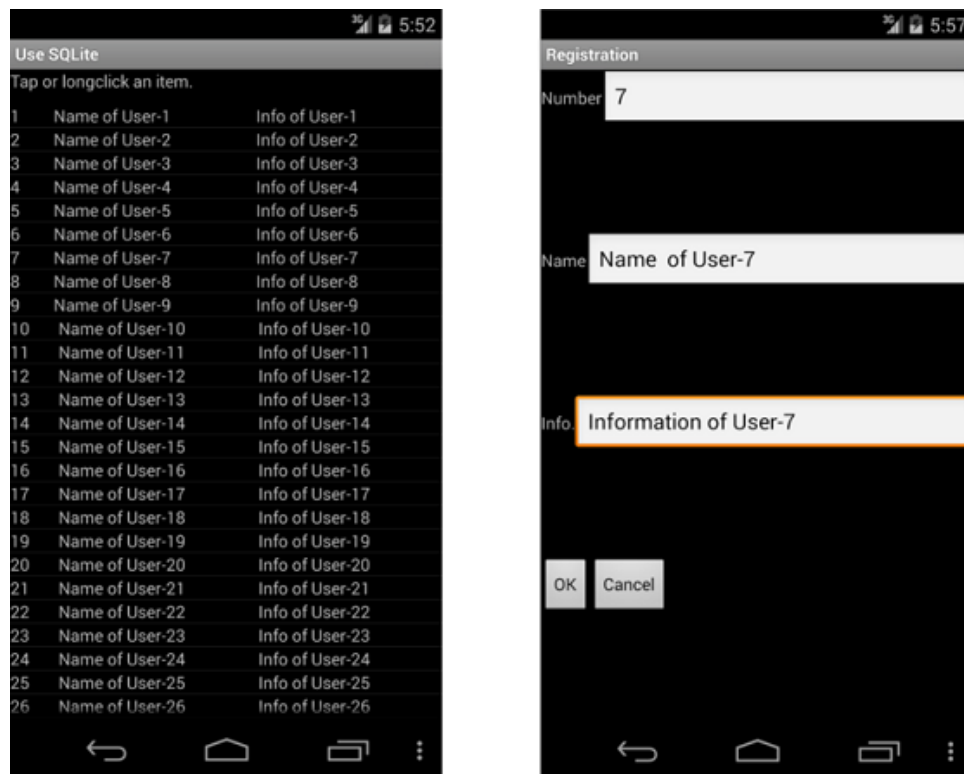 3G 5:52
Use SQLite
Tap or longclick an item.
1 Name of User-1 Info of User-1
2 Name of User-2 Info of User-2
3 Name of User-3 Info of User-3
4 Name of User-4 Info of User-4
5 Name of User-5 Info of User-5
6 Name of User-6 Info of User-6
7 Name of User-7 Info of User-7
8 Name of User-8 Info of User-8
9 Name of User-9 Info of User-9
10 Name of User-10 Info of User-10
11 Name of User-11 Info of User-11
12 Name of User-12 Info of User-12
13 Name of User-13 Info of User-13
14 Name of User-14 Info of User-14
15 Name of User-15 Info of User-15
16 Name of User-16 Info of User-16
17 Name of User-17 Info of User-17
18 Name of User-18 Info of User-18
19 Name of User-19 Info of User-19
20 Name of User-20 Info of User-20
21 Name of User-21 Info of User-21
22 Name of User-22 Info of User-22
23 Name of User-23 Info of User-23
24 Name of User-24 Info of User-24
25 Name of User-25 Info of User-25
26 Name of User-26 Info of User-26
3G 5:57
Registration
Number 7
Name Name of User-7
Info. Information of User-7
OK Cancel